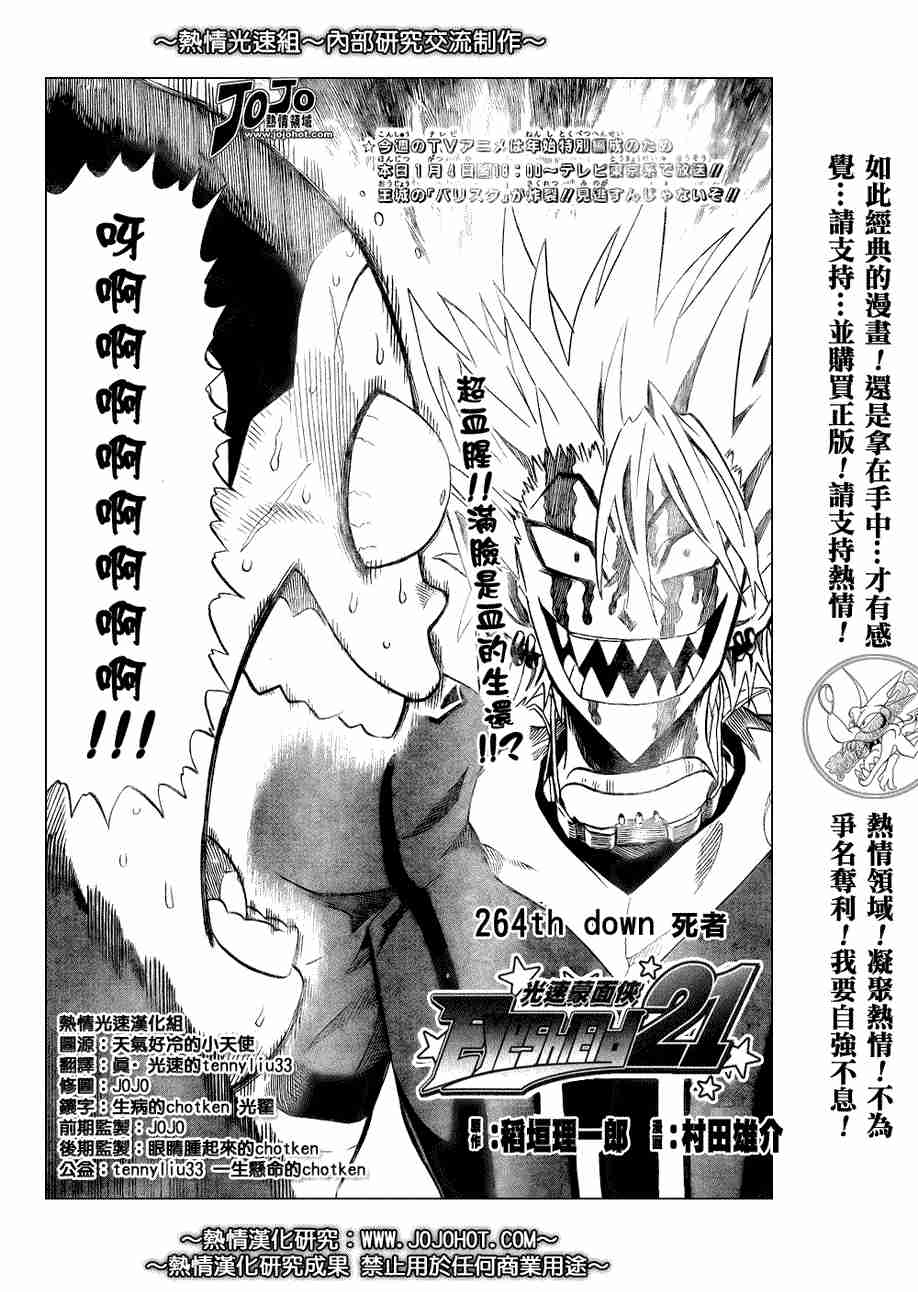 ～熱情光速組～內部研究交流制作～
JOJO
熱情領域
www.jojohot.com
☆今週のTVアニメは年始特別編成のため
本日1月4日
テレビ東京系で放送!!
王城の「バリスタ」が炸裂!!見逃すんじゃないぞ!!
如此經典的漫畫！還是拿在手中…才有感
覺…請支持…並購買正版！請支持熱情！
超血腥!!滿臉是血的生還!!?
呀啊啊啊啊啊啊啊啊!!!
熱情領域！凝聚熱情！不為
爭名奪利！我要自強不息！
264th down 死者
光速蒙面俠
EYESHIELD 21
原作:稻垣理一郎 漫畫:村田雄介
熱情光速漢化組
圖源：天氣好冷的小天使
翻譯：真·光速的tennyliu33
修圖：JOJO
鑲字：生病的chotken 光翟
前期監製：JOJO
後期監製：眼睛腫起來的chotken
公益：tennyliu33 一生懸命的chotken
～熱情漢化研究：WWW.JOJOHOT.COM～
～熱情漢化研究成果 禁止用於任何商業用途～